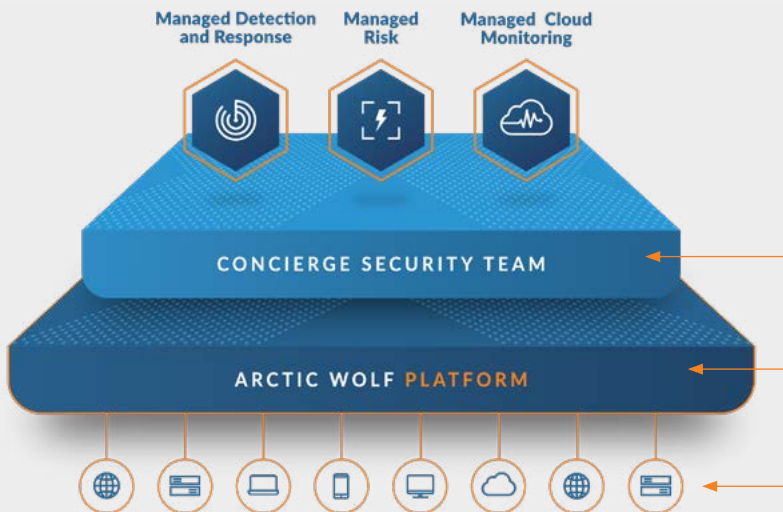 Managed Detection
and Response
Managed
Risk
Managed Cloud
Monitoring
CONCIERGE SECURITY TEAM
ARCTIC WOLF PLATFORM